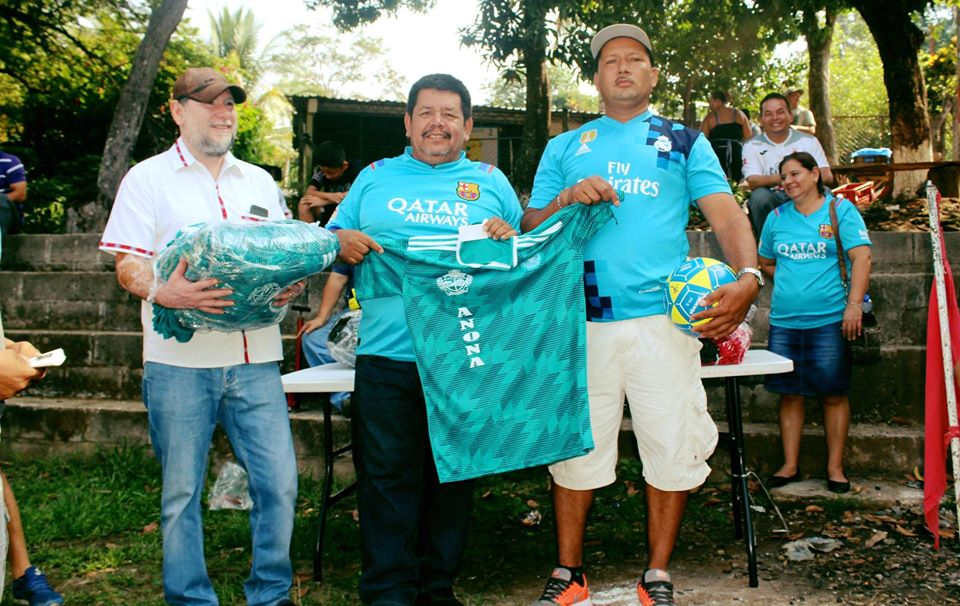 QATAR
AIRWAYS
ANONA
Fly
Emirates
QATAR
AIRWAYS